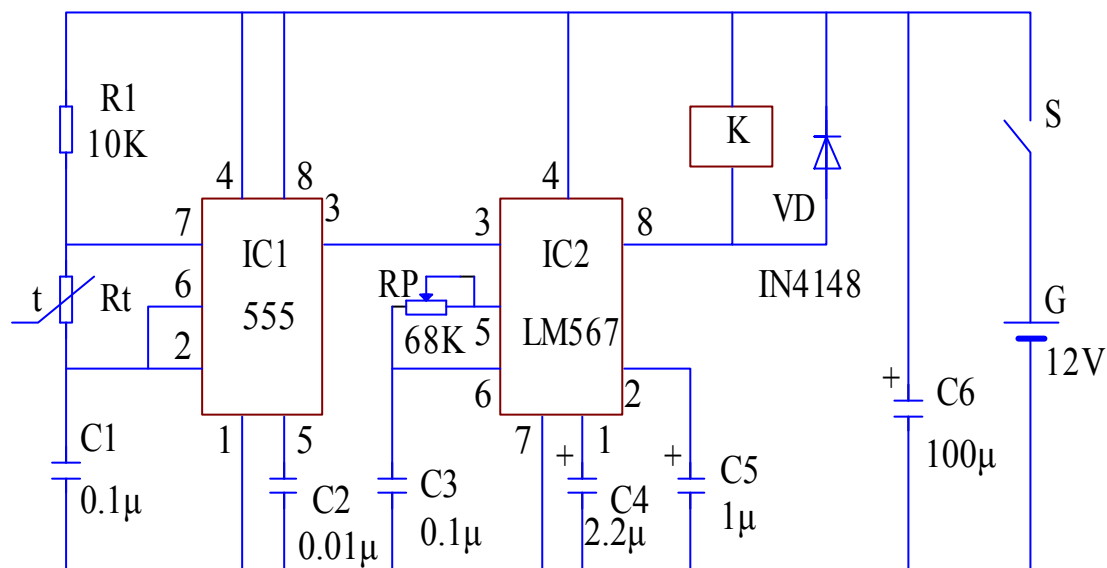 R1
10K
4
8
3
7
IC1
6
555
2
t
Rt
1
5
C1
0.1μ
C2
0.01μ
4
3
8
IC2
RP
5
68K
LM567
6
2
7
1
+
+
C3
0.1μ
C4
2.2μ
C5
1μ
K
VD
IN4148
+
C6
100μ
S
G
12V